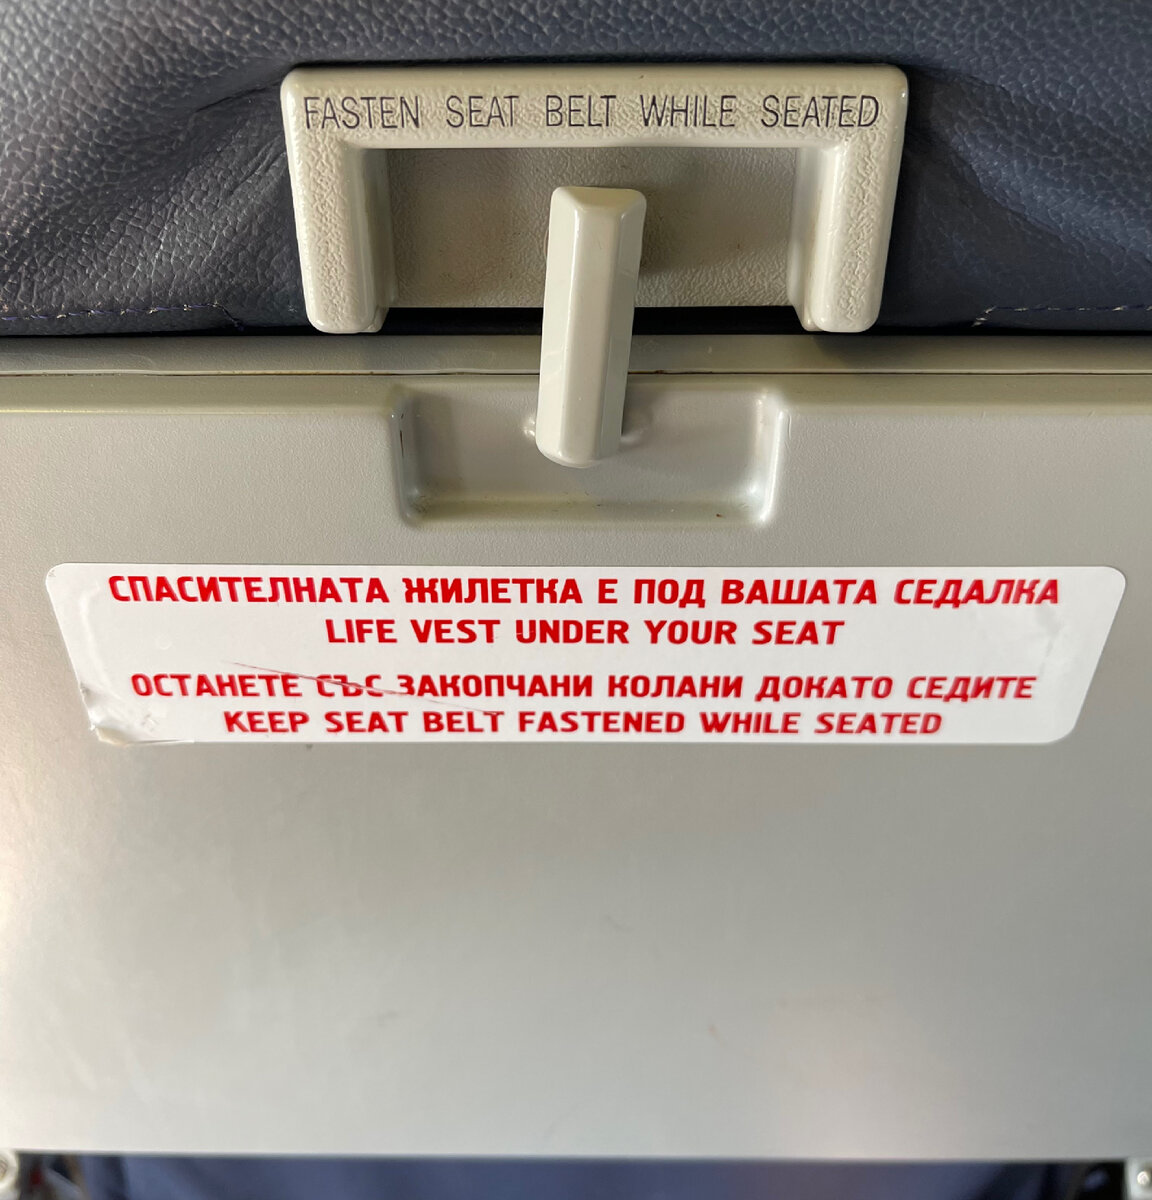 FASTEN SEAT BELT WHILE SEATED
СПАСИТЕЛНАТА ЖИЛЕТКА Е ПОД ВАШАТА СЕДАЛКА
LIFE VEST UNDER YOUR SEAT
ОСТАНЕТЕ СЪС ЗАКОПЧАНИ КОЛАНИ ДОКАТО СЕДИТЕ
KEEP SEAT BELT FASTENED WHILE SEATED